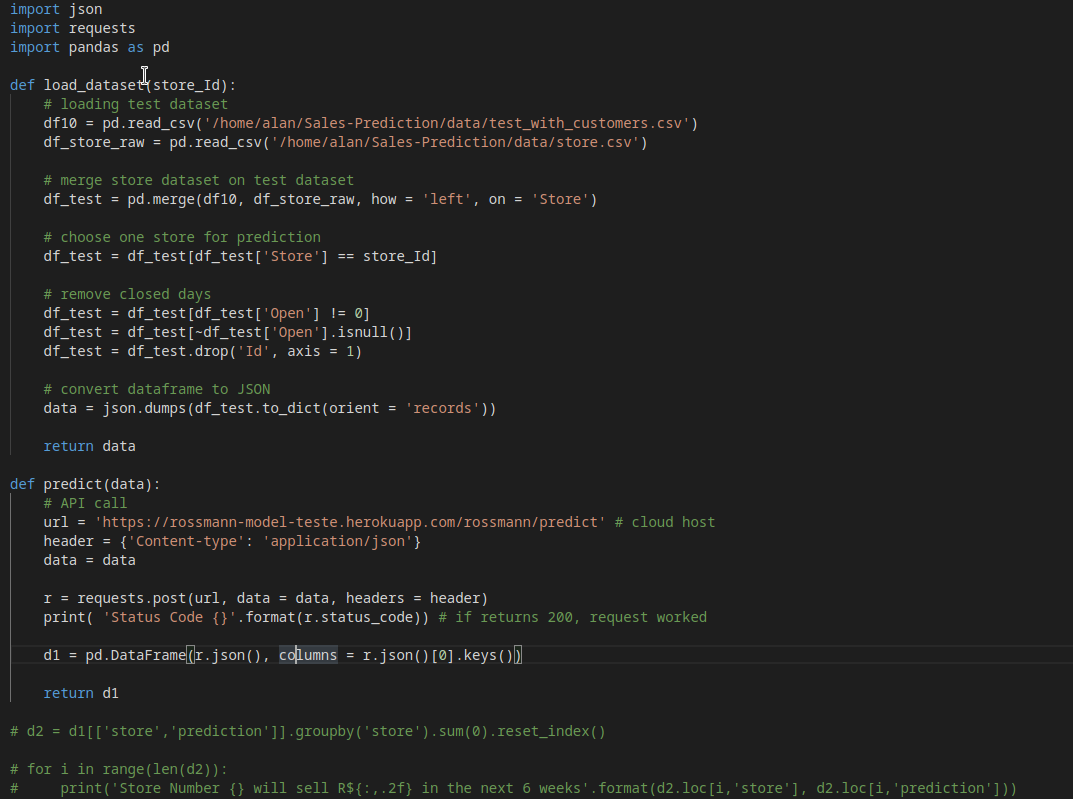 import json
import requests
import pandas as pd
def load_dataset(store_Id):
# loading test dataset
df10 = pd.read_csv('/home/alan/Sales-Prediction/data/test_with_customers.csv')
df_store_raw = pd.read_csv('/home/alan/Sales-Prediction/data/store.csv')
# merge store dataset on test dataset
df_test = pd.merge(df10, df_store_raw, how = 'left', on = 'Store')
# choose one store for prediction
df_test = df_test[df_test['Store'] == store_Id]
# remove closed days
df_test = df_test[df_test['Open'] != 0]
df_test = df_test[~df_test['Open'].isnull()]
df_test = df_test.drop('Id', axis = 1)
# convert dataframe to JSON
data = json.dumps(df_test.to_dict(orient = 'records'))
return data
def predict(data):
# API call
url = 'https://rossmann-model-teste.herokuapp.com/rossmann/predict' # cloud host
header = {'Content-type': 'application/json'}
data = data
r = requests.post(url, data = data, headers = header)
print( 'Status Code {}'.format(r.status_code)) # if returns 200, request worked
d1 = pd.DataFrame(r.json(), columns = r.json()[0].keys())
return d1
# d2 = d1[['store','prediction']].groupby('store').sum(0).reset_index()
# for i in range(len(d2)):
#     print('Store Number {} will sell R${:,.2f} in the next 6 weeks'.format(d2.loc[i,'store'], d2.loc[i,'prediction']))